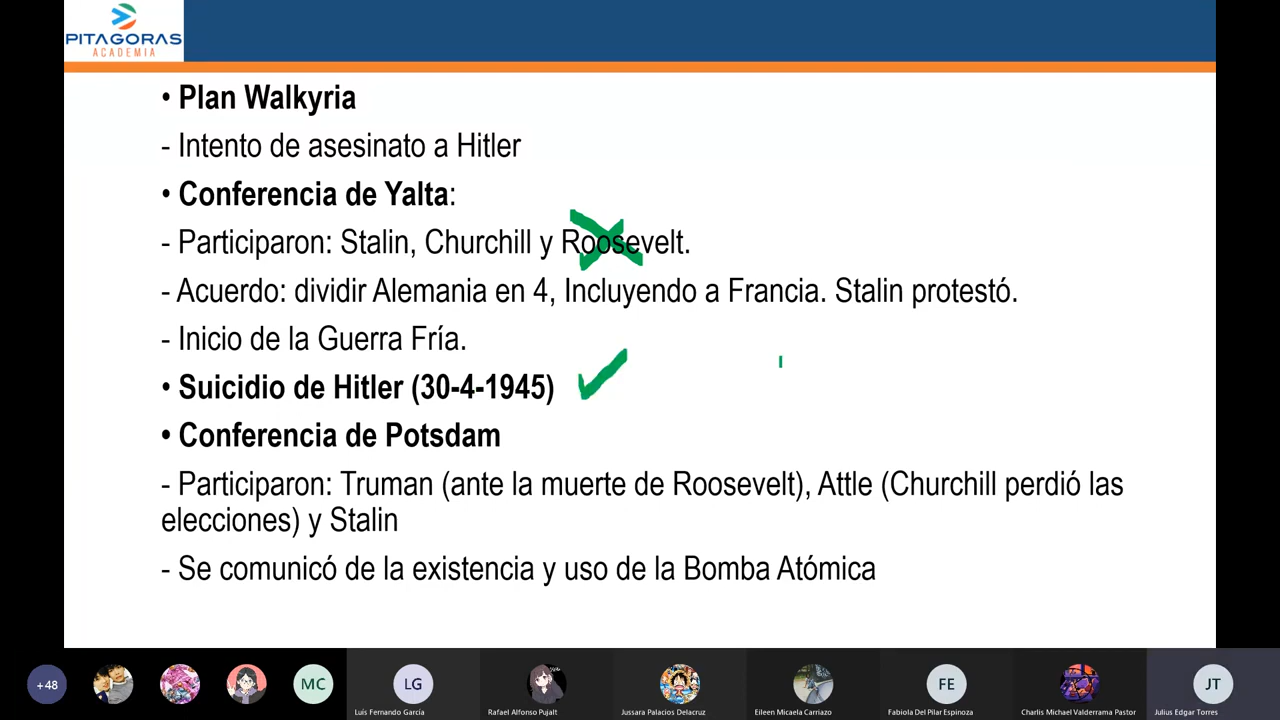 PITAGORAS
ACADEMIA
• Plan Walkyria
- Intento de asesinato a Hitler
• Conferencia de Yalta:
- Participaron: Stalin, Churchill y Roosevelt.
- Acuerdo: dividir Alemania en 4, Incluyendo a Francia. Stalin protestó.
- Inicio de la Guerra Fría.
• Suicidio de Hitler (30-4-1945)
• Conferencia de Potsdam
- Participaron: Truman (ante la muerte de Roosevelt), Attle (Churchill perdió las
elecciones) y Stalin
- Se comunicó de la existencia y uso de la Bomba Atómica
+48 MC LG FE JT
Luis Fernando García Rafael Alfonso Pujalt Jussara Palacios Delacruz Eileen Micaela Carriazo Fabiola Del Pilar Espinoza Charlis Michael Valderrama Pastor Julius Edgar Torres